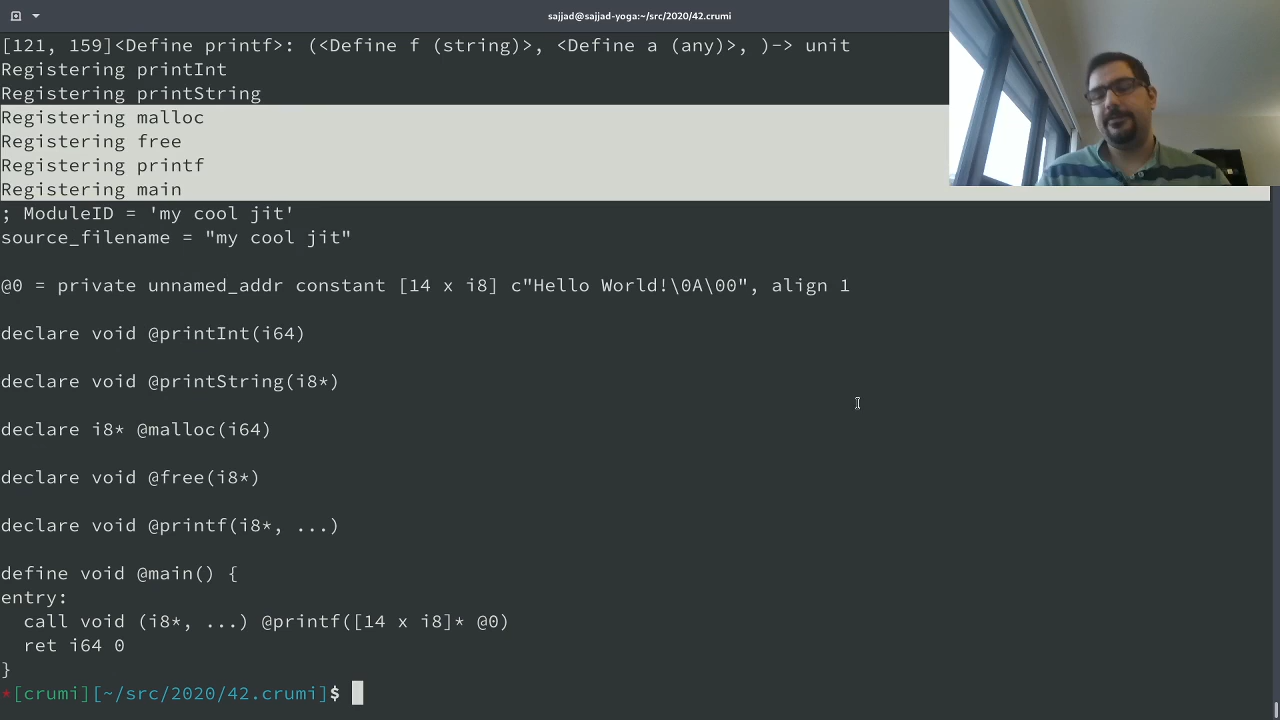 sajjad@sajjad-yoga:~/src/2020/42.crumi
[121, 159]<Define printf>: (<Define f (string)>, <Define a (any)>, )-> unit
Registering printInt
Registering printString
Registering malloc
Registering free
Registering printf
Registering main
; ModuleID = 'my cool jit'
source_filename = "my cool jit"
@0 = private unnamed_addr constant [14 x i8] c"Hello World!\0A\00", align 1
declare void @printInt(i64)
declare void @printString(i8*)
declare i8* @malloc(i64)
declare void @free(i8*)
declare void @printf(i8*, ...)
define void @main() {
entry:
  call void (i8*, ...) @printf([14 x i8]* @0)
  ret i64 0
}
*[crumi][~/src/2020/42.crumi]$